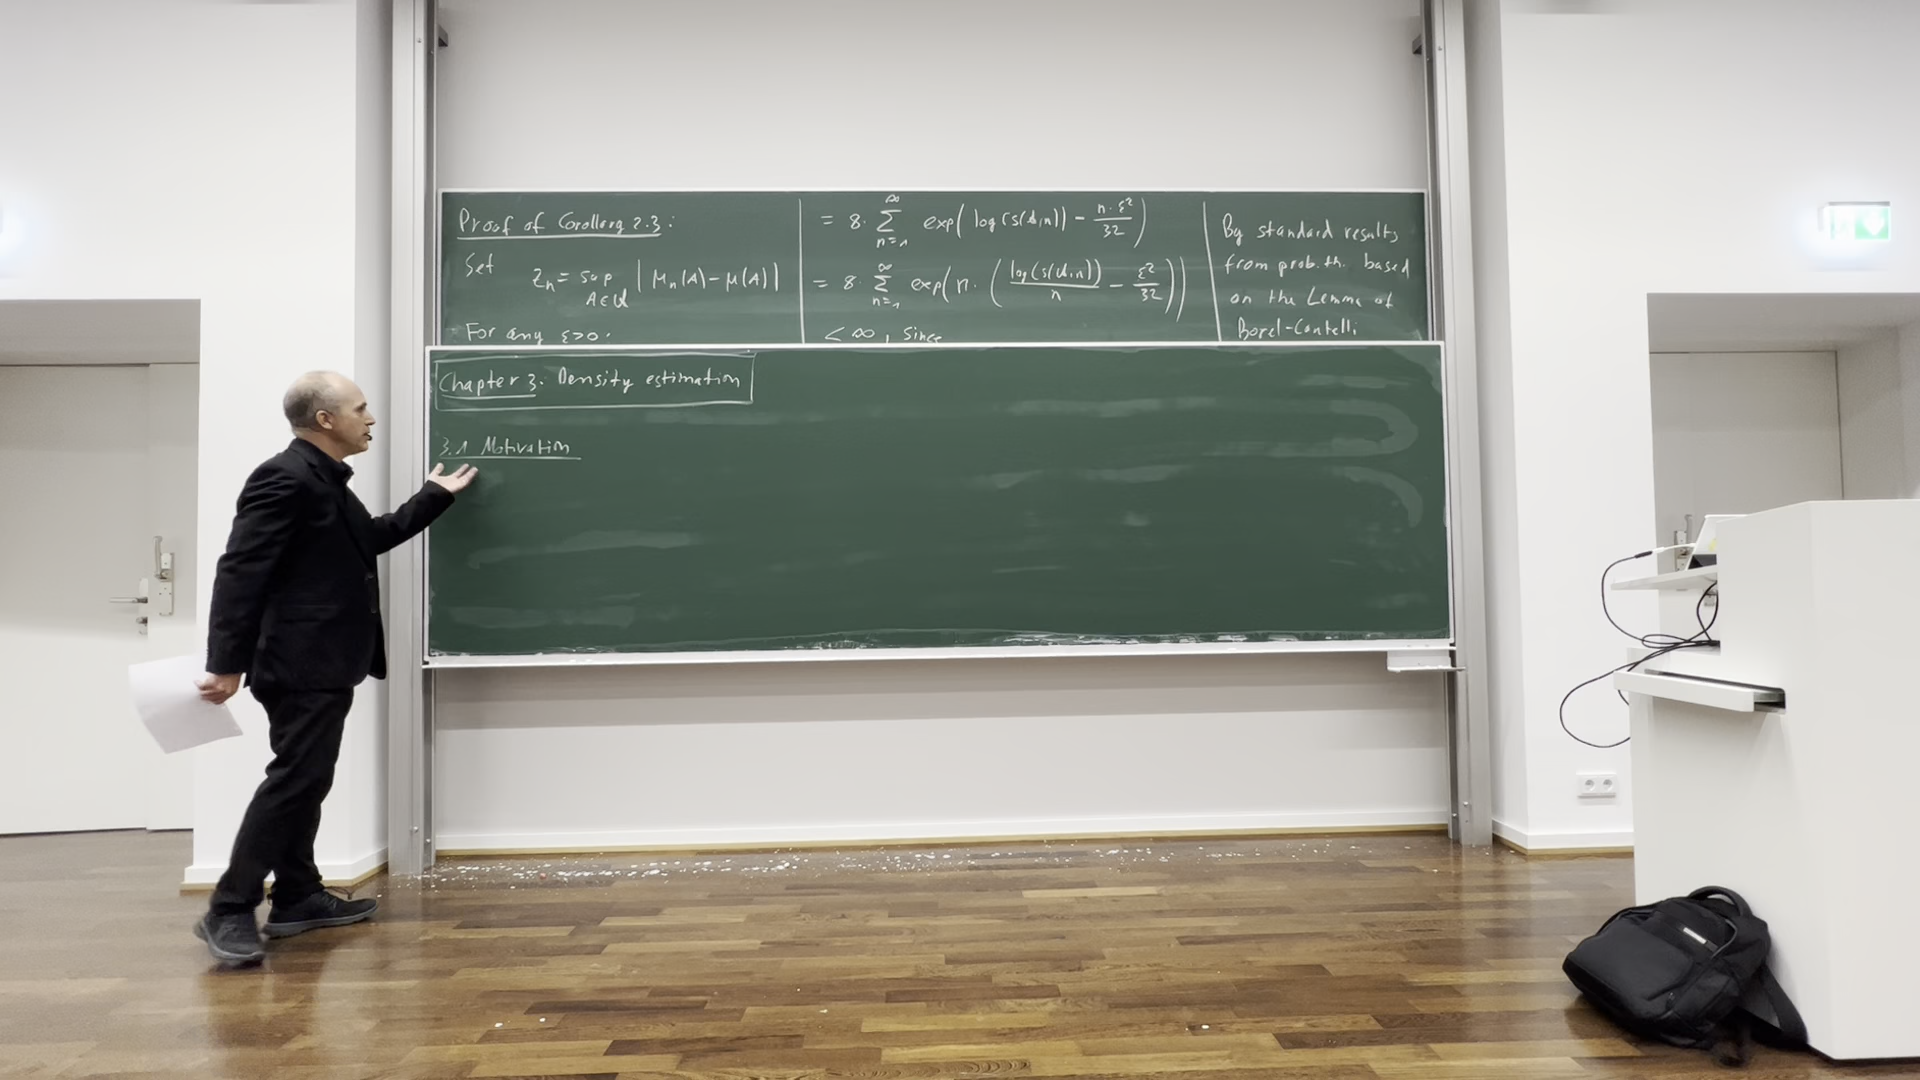 Proof of Corollary 2.3:
Set
Z_n = sup_{A∈𝒜} | μ_n(A) − μ(A) |
For any ε>0:
= 8 · ∑_{n=1}^{∞} exp( log(s(𝒜,n)) − n·ε²/32 )
= 8 · ∑_{n=1}^{∞} exp( n · ( log(s(𝒜,n))/n − ε²/32 ) )
< ∞, since
By standard results
from prob. th. based
on the Lemma of
Borel-Cantelli
Chapter 3: Density estimation
3.1 Motivation